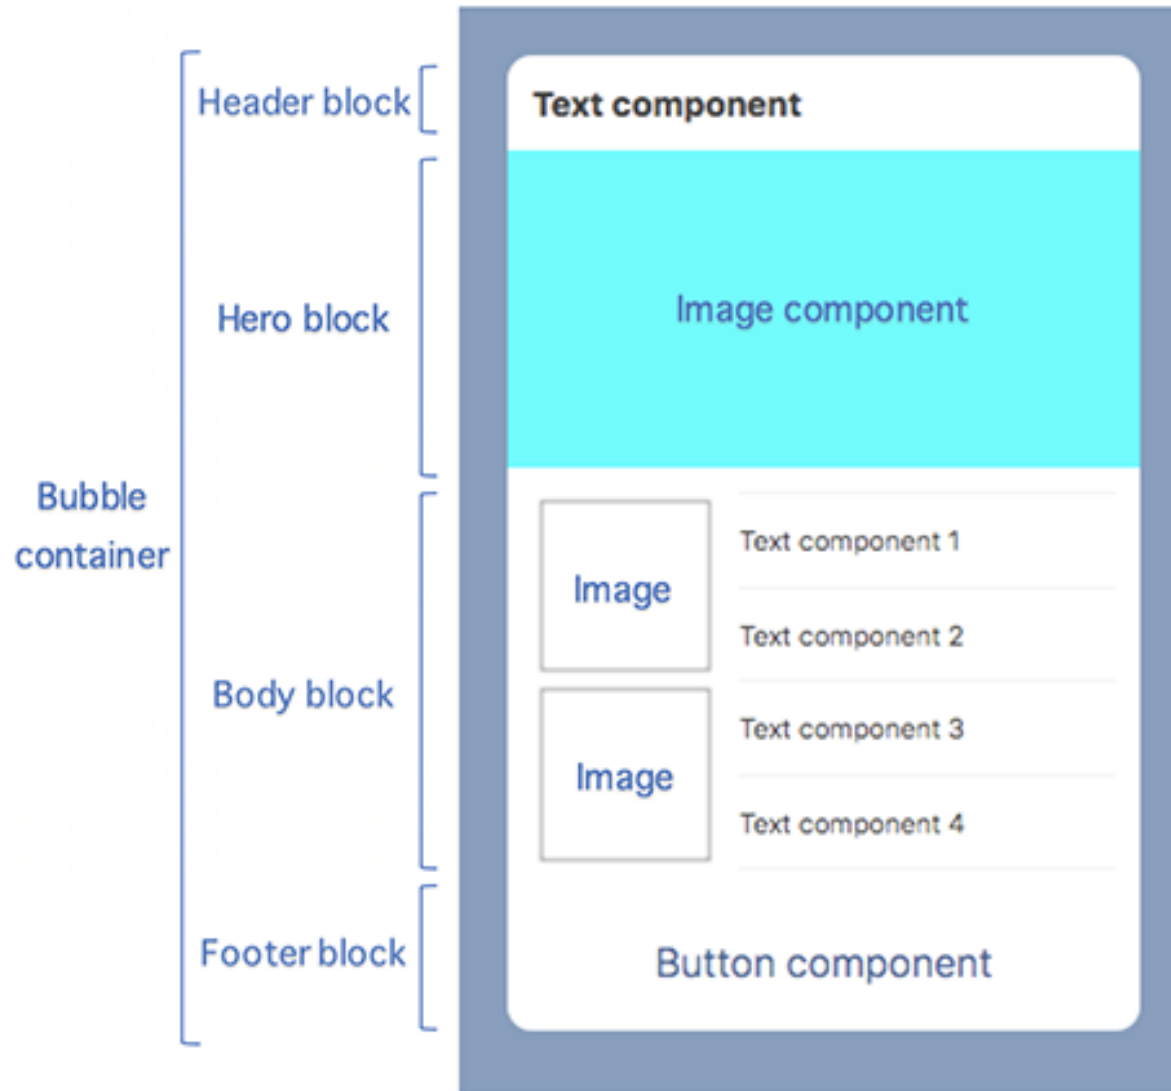 Header block
Text component
Hero block
Image component
Bubble
container
Body block
Image
Text component 1
Text component 2
Image
Text component 3
Text component 4
Footer block
Button component